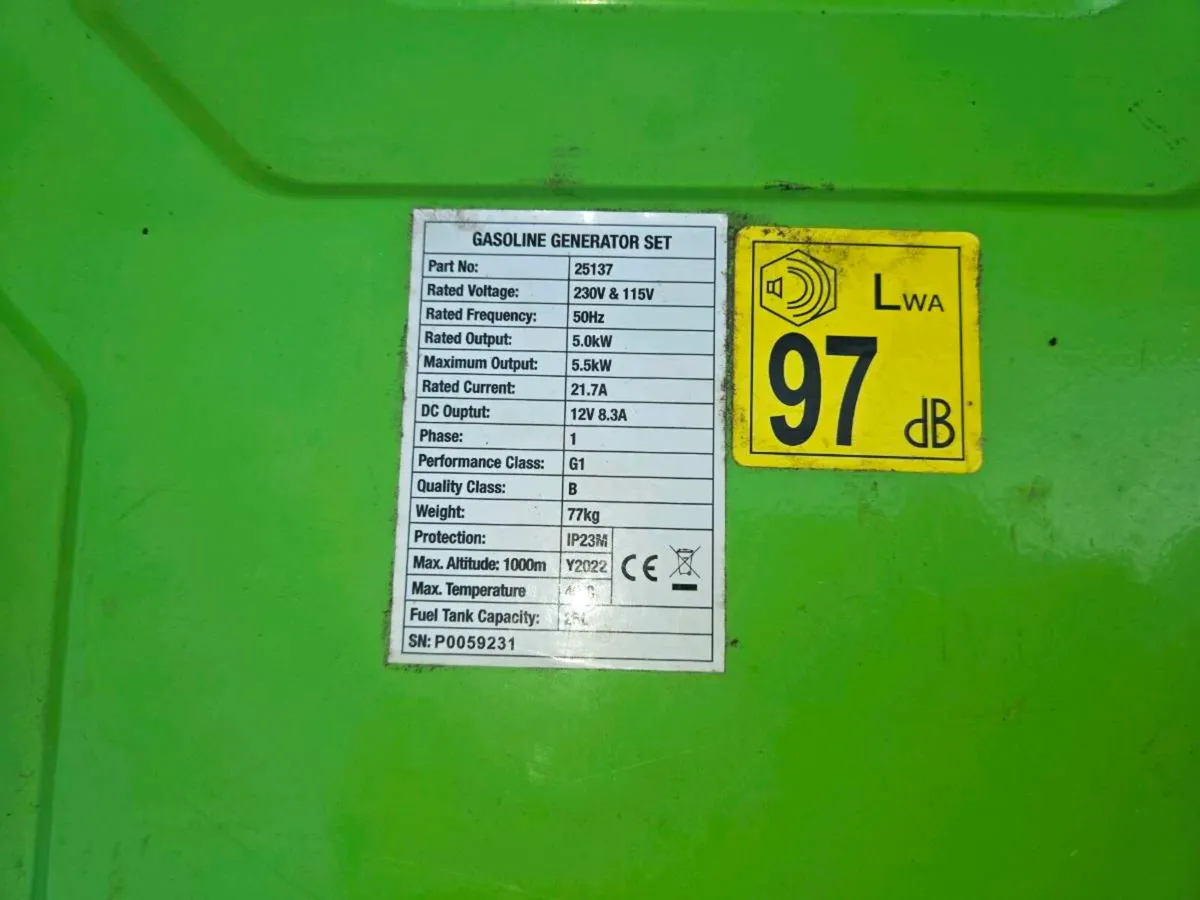 GASOLINE GENERATOR SET
Part No: 25137
Rated Voltage: 230V & 115V
Rated Frequency: 50Hz
Rated Output: 5.0kW
Maximum Output: 5.5kW
Rated Current: 21.7A
DC Ouptut: 12V 8.3A
Phase: 1
Performance Class: G1
Quality Class: B
Weight: 77kg
Protection: IP23M
Max. Altitude: 1000m Y2022
CE
Max. Temperature
Fuel Tank Capacity:
SN: P0059231
LWA
97
dB